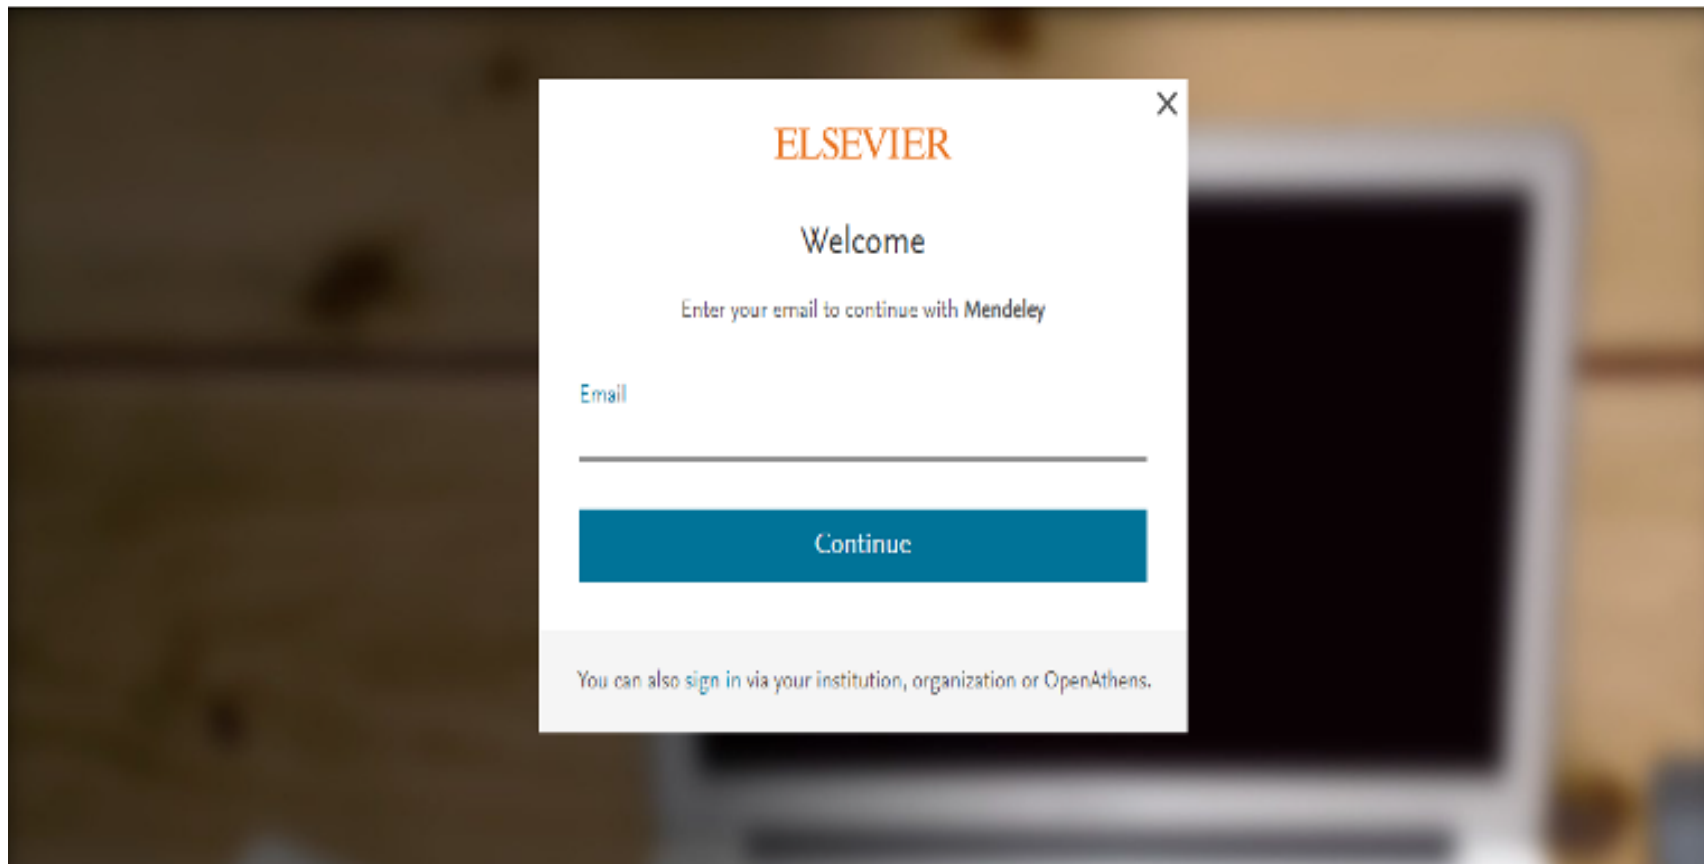 ELSEVIER
Welcome
Enter your email to continue with Mendeley
Email
Continue
You can also sign in via your institution, organization or OpenAthens.